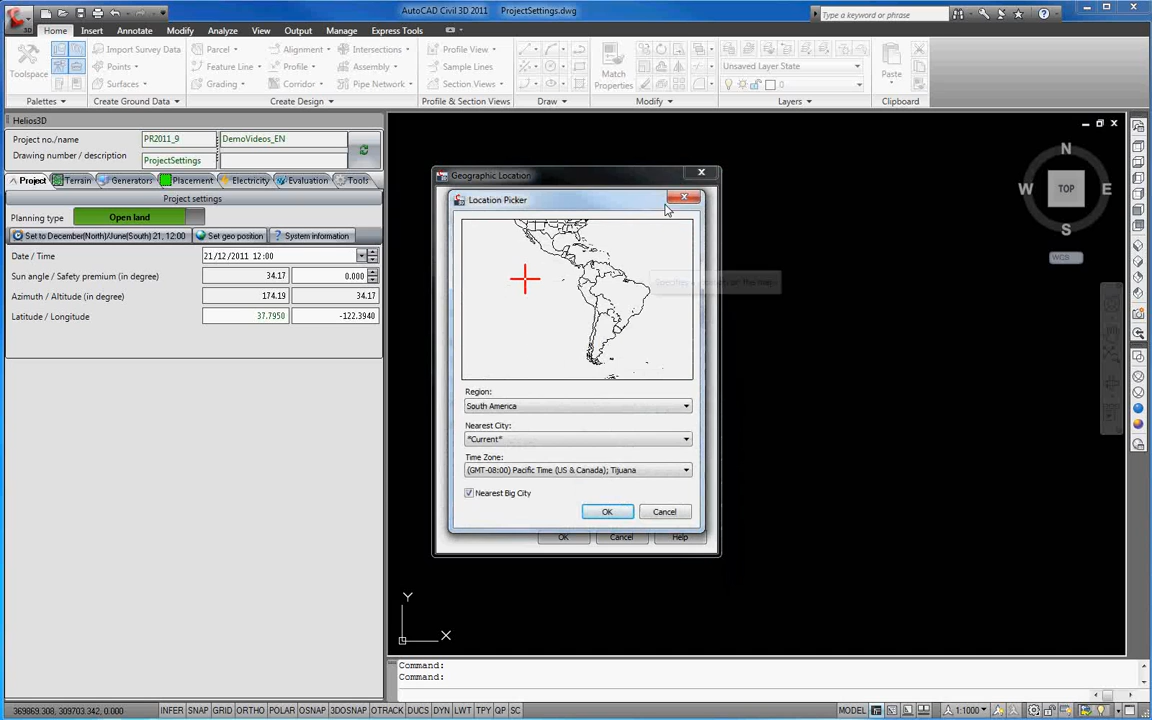 AutoCAD Civil 3D 2011 ProjectSettings.dwg
Type a keyword or phrase
3D
Home Insert Annotate Modify Analyze View Output Manage Express Tools
Toolspace
Import Survey Data
Points
Surfaces
Parcel
Feature Line
Grading
Alignment
Profile
Corridor
Intersections
Assembly
Pipe Network
Profile View
Sample Lines
Section Views
Match
Properties
Unsaved Layer State
0
Paste
Palettes Create Ground Data Create Design Profile & Section Views Draw Modify Layers Clipboard
Helios3D
Project no./name PR2011_9 DemoVideos_EN
Drawing number / description ProjectSettings
Project Terrain Generators Placement Electricity Evaluation Tools
Project settings
Planning type Open land
Set to December(North)/June(South) 21, 12:00 Set geo position System information
Date / Time 21/12/2011 12:00
Sun angle / Safety premium (in degree) 34.17 0.000
Azimuth / Altitude (in degree) 174.19 34.17
Latitude / Longitude 37.7950 -122.3940
Geographic Location
Location Picker
Region:
South America
Nearest City:
*Current*
Time Zone:
(GMT-08:00) Pacific Time (US & Canada); Tijuana
Nearest Big City
OK Cancel
OK Cancel Help
N
W TOP E
S
WCS
Y
X
Command:
Command:
369869.308, 309703.342, 0.000 INFER SNAP GRID ORTHO POLAR OSNAP 3DOSNAP OTRACK DUCS DYN LWT TPY QP SC MODEL 1:1000